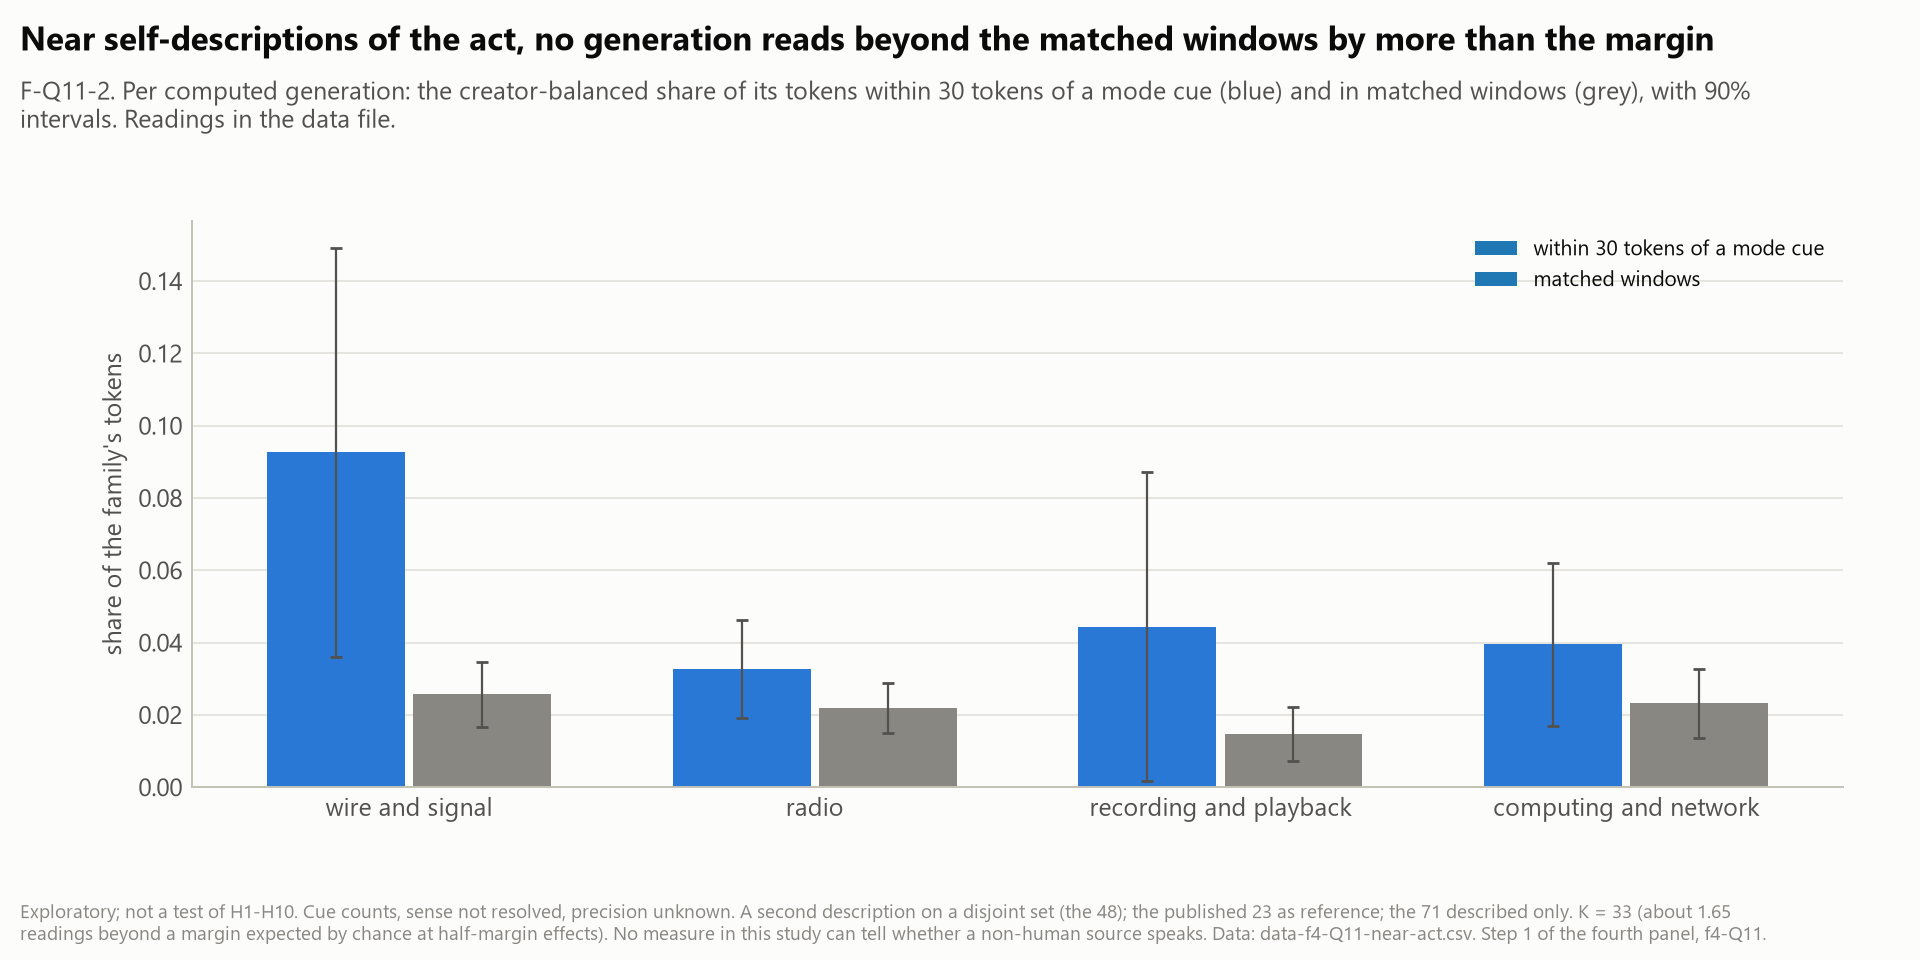 Near self-descriptions of the act, no generation reads beyond the matched windows by more than the margin
F-Q11-2. Per computed generation: the creator-balanced share of its tokens within 30 tokens of a mode cue (blue) and in matched windows (grey), with 90%
intervals. Readings in the data file.
within 30 tokens of a mode cue
matched windows
share of the family's tokens
0.14
0.12
0.10
0.08
0.06
0.04
0.02
0.00
wire and signal
radio
recording and playback
computing and network
Exploratory; not a test of H1-H10. Cue counts, sense not resolved, precision unknown. A second description on a disjoint set (the 48); the published 23 as reference; the 71 described only. K = 33 (about 1.65
readings beyond a margin expected by chance at half-margin effects). No measure in this study can tell whether a non-human source speaks. Data: data-f4-Q11-near-act.csv. Step 1 of the fourth panel, f4-Q11.